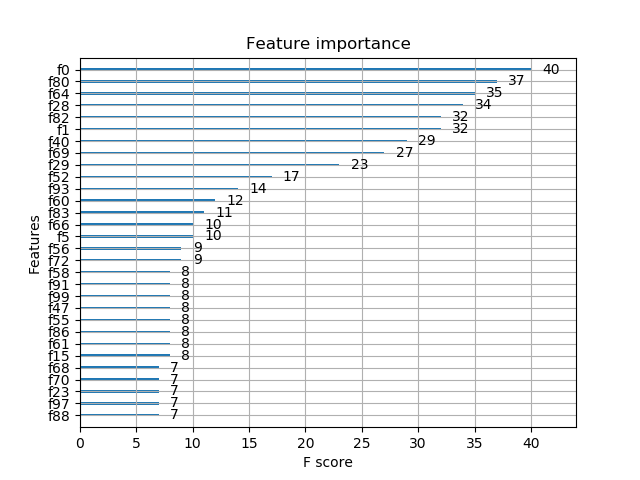 Feature importance
f0 40
f80 37
f64 35
f28 34
f82 32
f1 32
f40 29
f69 27
f29 23
f52 17
f93 14
f60 12
f83 11
f66 10
f5 10
f56 9
f72 9
f58 8
f91 8
f99 8
f47 8
f55 8
f86 8
f61 8
f15 8
f68 7
f70 7
f23 7
f97 7
f88 7
Features
0 5 10 15 20 25 30 35 40
F score